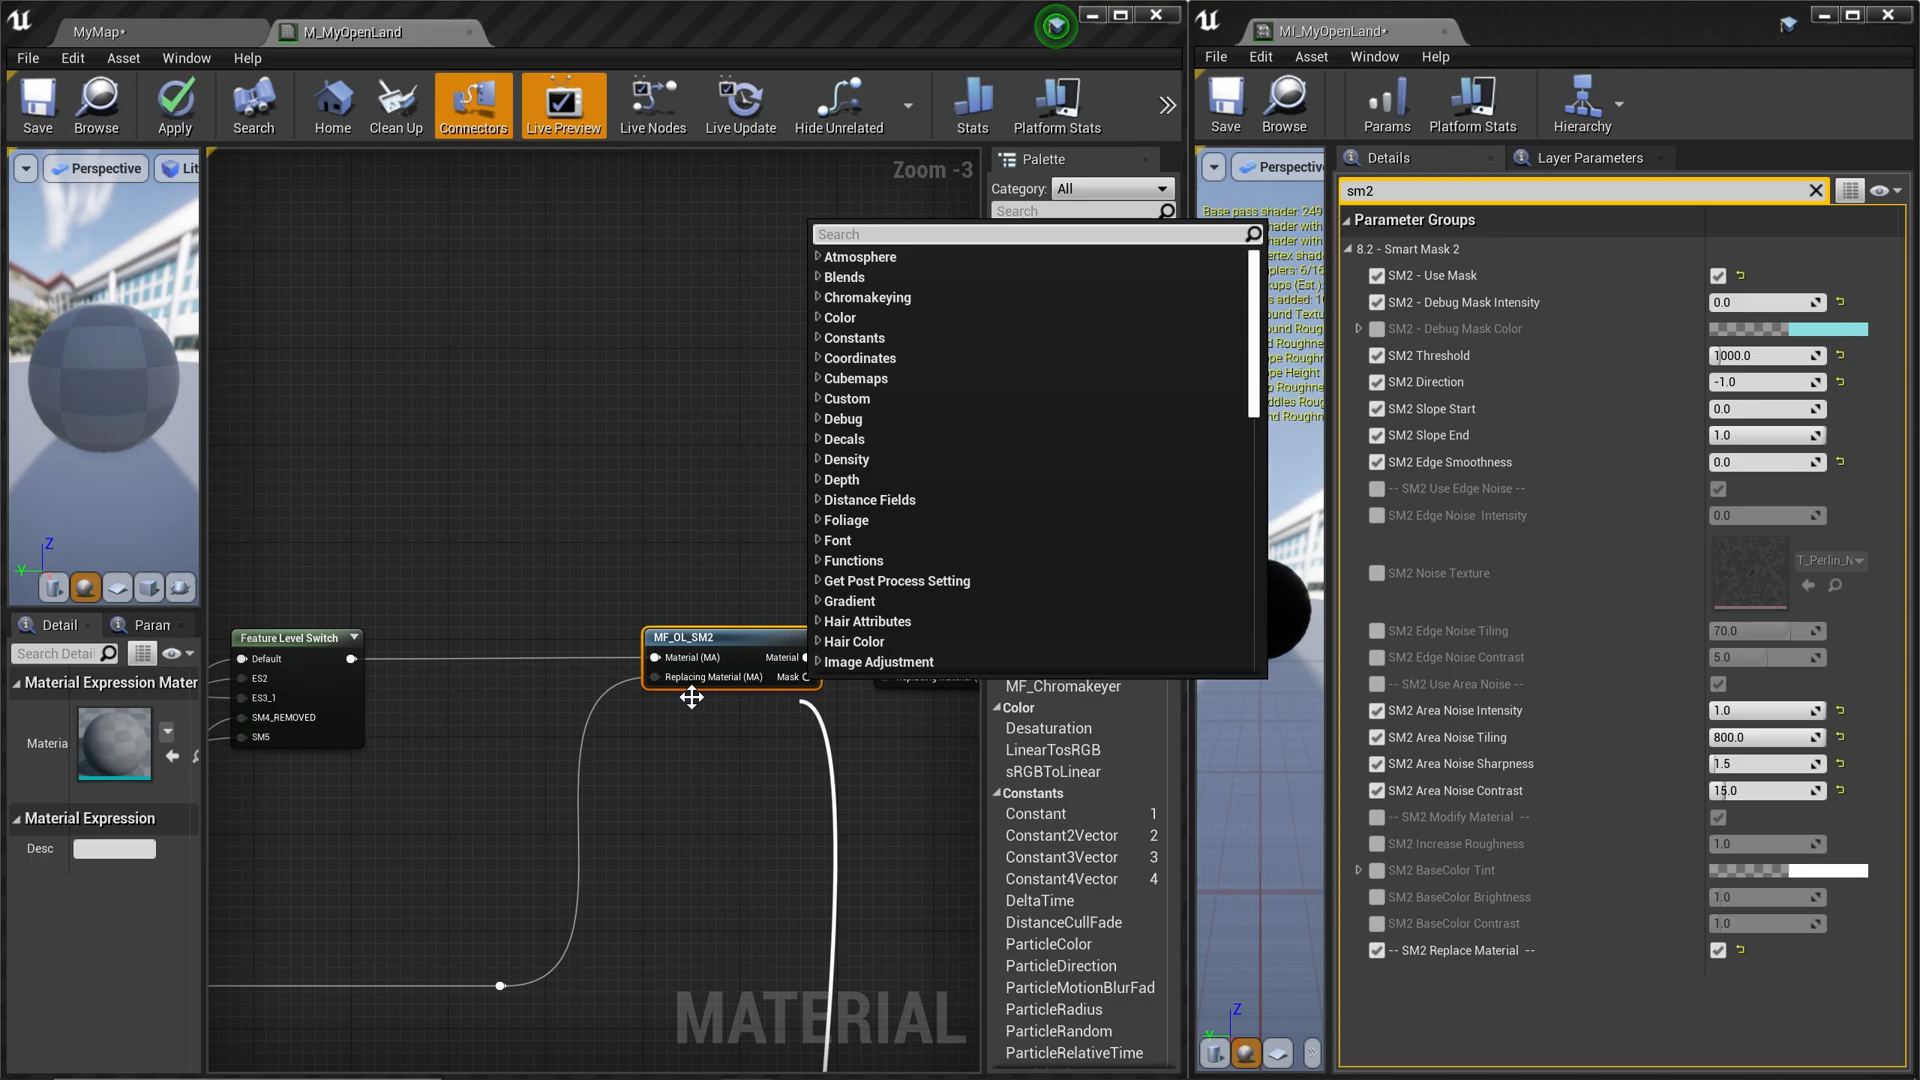 MyMap*
M_MyOpenLand
File Edit Asset Window Help
Save Browse Apply Search Home Clean Up Connectors Live Preview Live Nodes Live Update Hide Unrelated Stats Platform Stats
Perspective
Lit
Zoom -3
Palette
Category: All
Search
Search
Atmosphere
Blends
Chromakeying
Color
Constants
Coordinates
Cubemaps
Custom
Debug
Decals
Density
Depth
Distance Fields
Foliage
Font
Functions
Get Post Process Setting
Gradient
Hair Attributes
Hair Color
Image Adjustment
MF_Chromakeyer
Color
Desaturation
LinearTosRGB
sRGBToLinear
Constants
Constant 1
Constant2Vector 2
Constant3Vector 3
Constant4Vector 4
DeltaTime
DistanceCullFade
ParticleColor
ParticleDirection
ParticleMotionBlurFad
ParticleRadius
ParticleRandom
ParticleRelativeTime
Z
Y
Detail
Paran
Search Detail
Material Expression Mater
Materia
Material Expression
Desc
Feature Level Switch
Default
ES2
ES3_1
SM4_REMOVED
SM5
MF_OL_SM2
Material (MA) Material
Replacing Material (MA) Mask
MATERIAL
MI_MyOpenLand*
File Edit Asset Window Help
Save Browse Params Platform Stats Hierarchy
Perspectiv
Base pass shader: 249
Details
Layer Parameters
sm2
Parameter Groups
8.2 - Smart Mask 2
SM2 - Use Mask
SM2 - Debug Mask Intensity 0.0
SM2 - Debug Mask Color
SM2 Threshold 1000.0
SM2 Direction -1.0
SM2 Slope Start 0.0
SM2 Slope End 1.0
SM2 Edge Smoothness 0.0
-- SM2 Use Edge Noise --
SM2 Edge Noise Intensity 0.0
SM2 Noise Texture T_Perlin_N
SM2 Edge Noise Tiling 70.0
SM2 Edge Noise Contrast 5.0
-- SM2 Use Area Noise --
SM2 Area Noise Intensity 1.0
SM2 Area Noise Tiling 800.0
SM2 Area Noise Sharpness 1.5
SM2 Area Noise Contrast 15.0
-- SM2 Modify Material --
SM2 Increase Roughness 1.0
SM2 BaseColor Tint
SM2 BaseColor Brightness 1.0
SM2 BaseColor Contrast 1.0
-- SM2 Replace Material --
Z